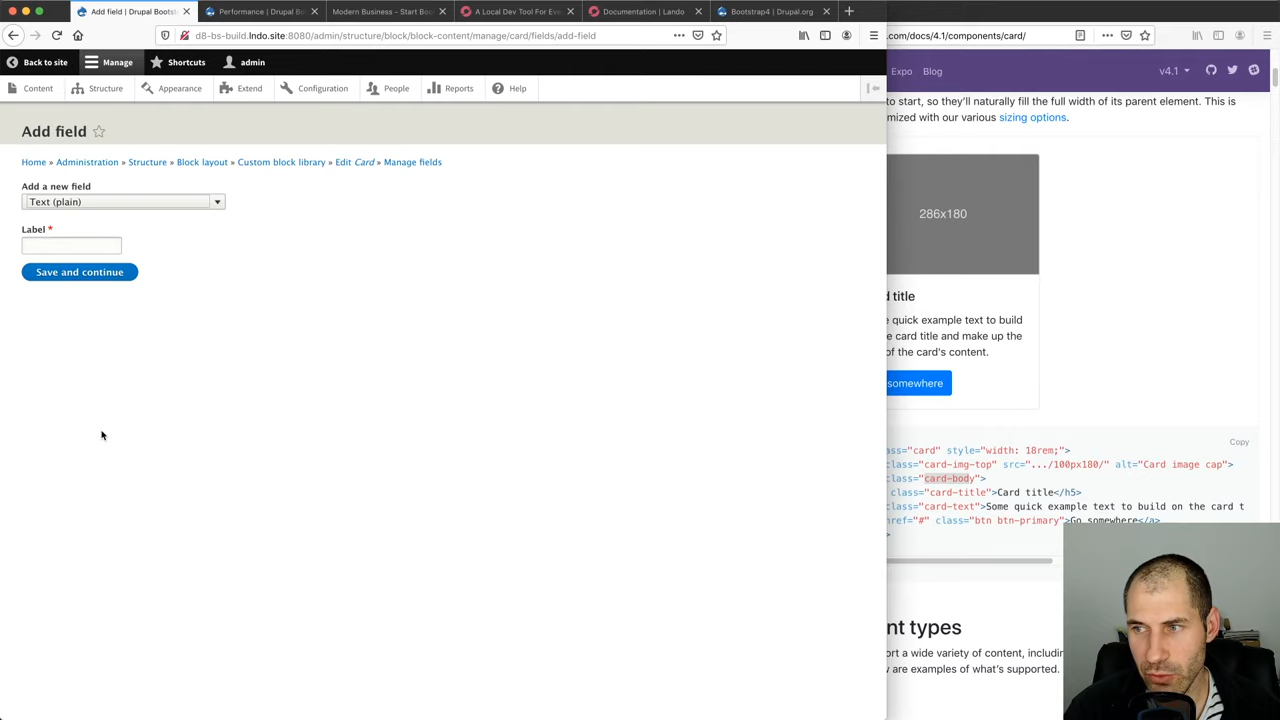 Add field | Drupal Bootst
Performance | Drupal Bo
Modern Business - Start Boo
A Local Dev Tool For Eve
Documentation | Lando
Bootstrap4 | Drupal.org
d8-bs-build.lndo.site:8080/admin/structure/block/block-content/manage/card/fields/add-field
.com/docs/4.1/components/card/
Back to site
Manage
Shortcuts
admin
Expo
Blog
v4.1
Content
Structure
Appearance
Extend
Configuration
People
Reports
Help
to start, so they'll naturally fill the full width of its parent element. This is
mized with our various sizing options.
Add field
Home » Administration » Structure » Block layout » Custom block library » Edit Card » Manage fields
Add a new field
Text (plain)
Label *
Save and continue
286x180
d title
e quick example text to build
e card title and make up the
of the card's content.
somewhere
Copy
ass="card" style="width: 18rem;">
class="card-img-top" src=".../100px180/" alt="Card image cap">
class="card-body">
class="card-title">Card title</h5>
class="card-text">Some quick example text to build on the card t
href="#" class="btn btn-primary">Go somewhere</a>
>
nt types
ort a wide variety of content, includin
w are examples of what's supported.